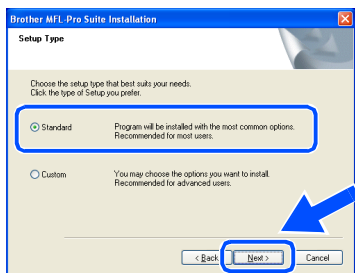 Brother MFL-Pro Suite Installation
Setup Type
Choose the setup type that best suits your needs.
Click the type of Setup you prefer.
Standard
Program will be installed with the most common options.
Recommended for most users.
Custom
You may choose the options you want to install.
Recommended for advanced users.
< Back
Next >
Cancel